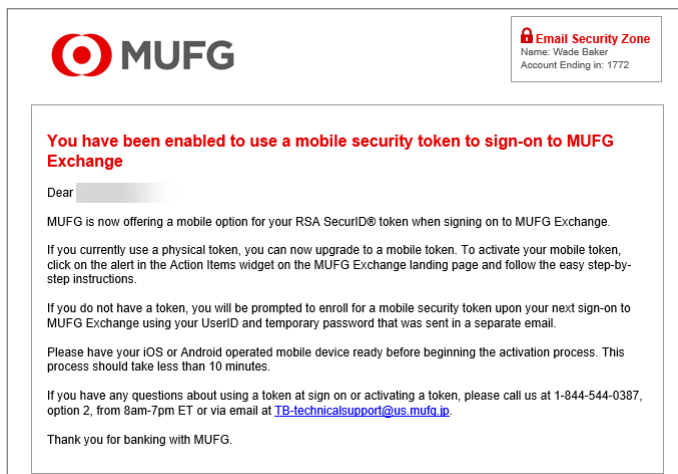 MUFG
Email Security Zone
Name: Wade Baker
Account Ending in: 1772
You have been enabled to use a mobile security token to sign-on to MUFG
Exchange
Dear
MUFG is now offering a mobile option for your RSA SecurID® token when signing on to MUFG Exchange.
If you currently use a physical token, you can now upgrade to a mobile token. To activate your mobile token,
click on the alert in the Action Items widget on the MUFG Exchange landing page and follow the easy step-by-
step instructions.
If you do not have a token, you will be prompted to enroll for a mobile security token upon your next sign-on to
MUFG Exchange using your UserID and temporary password that was sent in a separate email.
Please have your iOS or Android operated mobile device ready before beginning the activation process. This
process should take less than 10 minutes.
If you have any questions about using a token at sign on or activating a token, please call us at 1-844-544-0387,
option 2, from 8am-7pm ET or via email at TB-technicalsupport@us.mufg.jp.
Thank you for banking with MUFG.